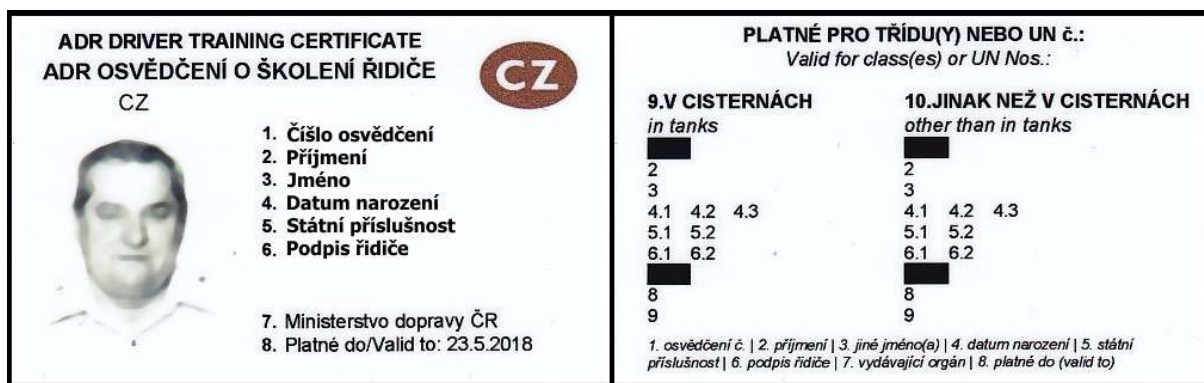 ADR DRIVER TRAINING CERTIFICATE
ADR OSVĚDČENÍ O ŠKOLENÍ ŘIDIČE
CZ
CZ
1. Číšlo osvědčení
2. Příjmení
3. Jméno
4. Datum narození
5. Státní příslušnost
6. Podpis řidiče
7. Ministerstvo dopravy ČR
8. Platné do/Valid to: 23.5.2018
PLATNÉ PRO TŘÍDU(Y) NEBO UN č.:
Valid for class(es) or UN Nos.:
9.V CISTERNÁCH
in tanks
2
3
4.1 4.2 4.3
5.1 5.2
6.1 6.2
8
9
10.JINAK NEŽ V CISTERNÁCH
other than in tanks
2
3
4.1 4.2 4.3
5.1 5.2
6.1 6.2
8
9
1. osvědčení č. | 2. příjmení | 3. jiné jméno(a) | 4. datum narození | 5. státní
příslušnost | 6. podpis řidiče | 7. vydávající orgán | 8. platné do (valid to)